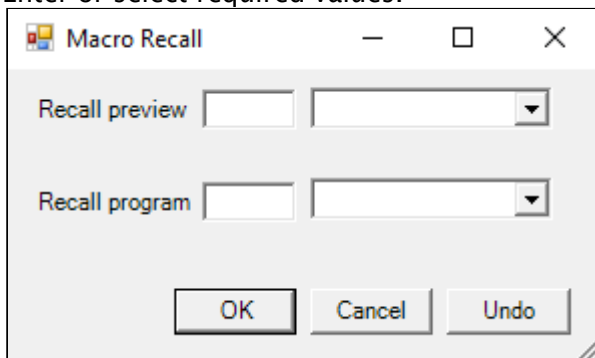 Enter or select required values.
Macro Recall
Recall preview
Recall program
OK Cancel Undo